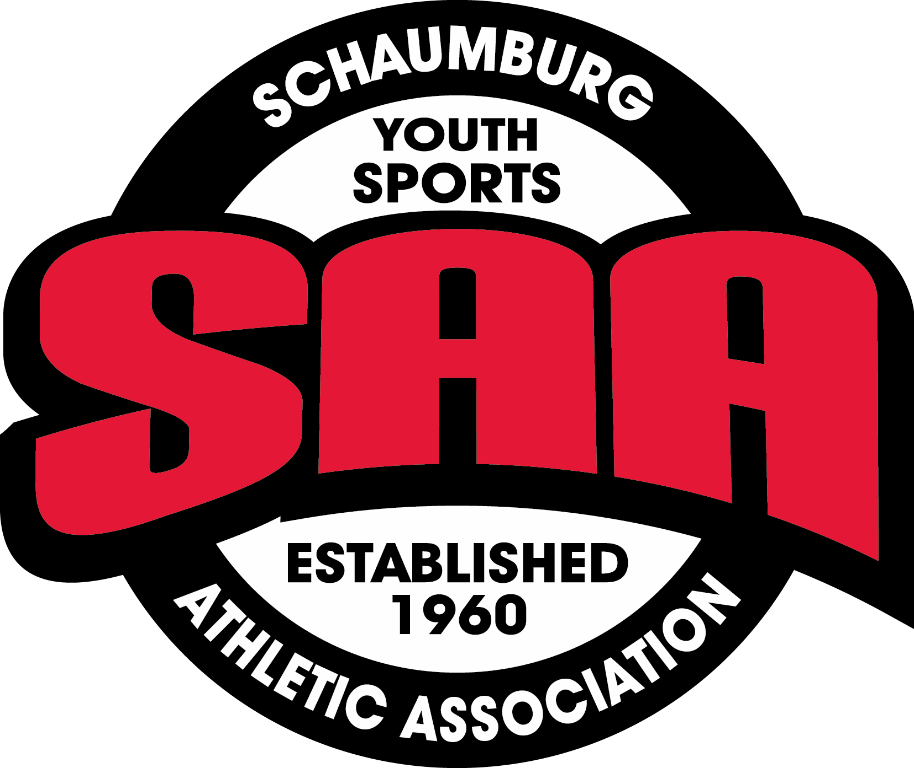 SCHAUMBURG
YOUTH
SPORTS
SAA
ESTABLISHED
1960
ATHLETIC ASSOCIATION